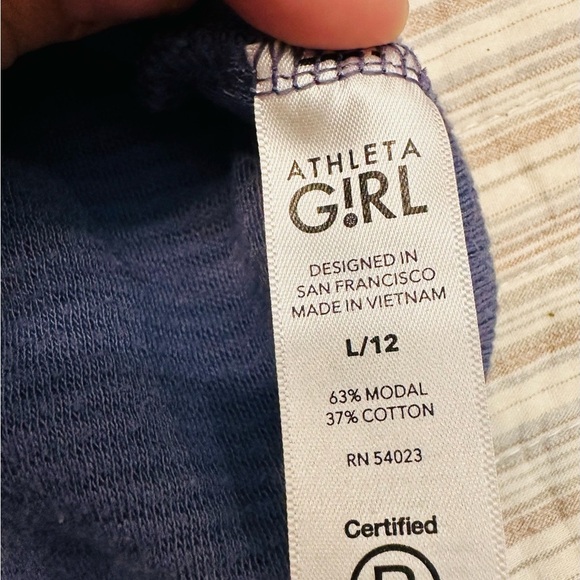 ATHLETA
G!RL
DESIGNED IN
SAN FRANCISCO
MADE IN VIETNAM
L/12
63% MODAL
37% COTTON
RN 54023
Certified
B